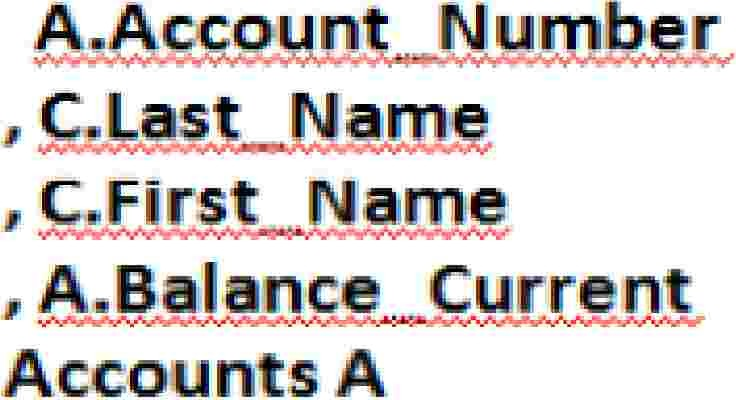 A.Account_Number
, C.Last_Name
, C.First_Name
, A.Balance_Current
Accounts A